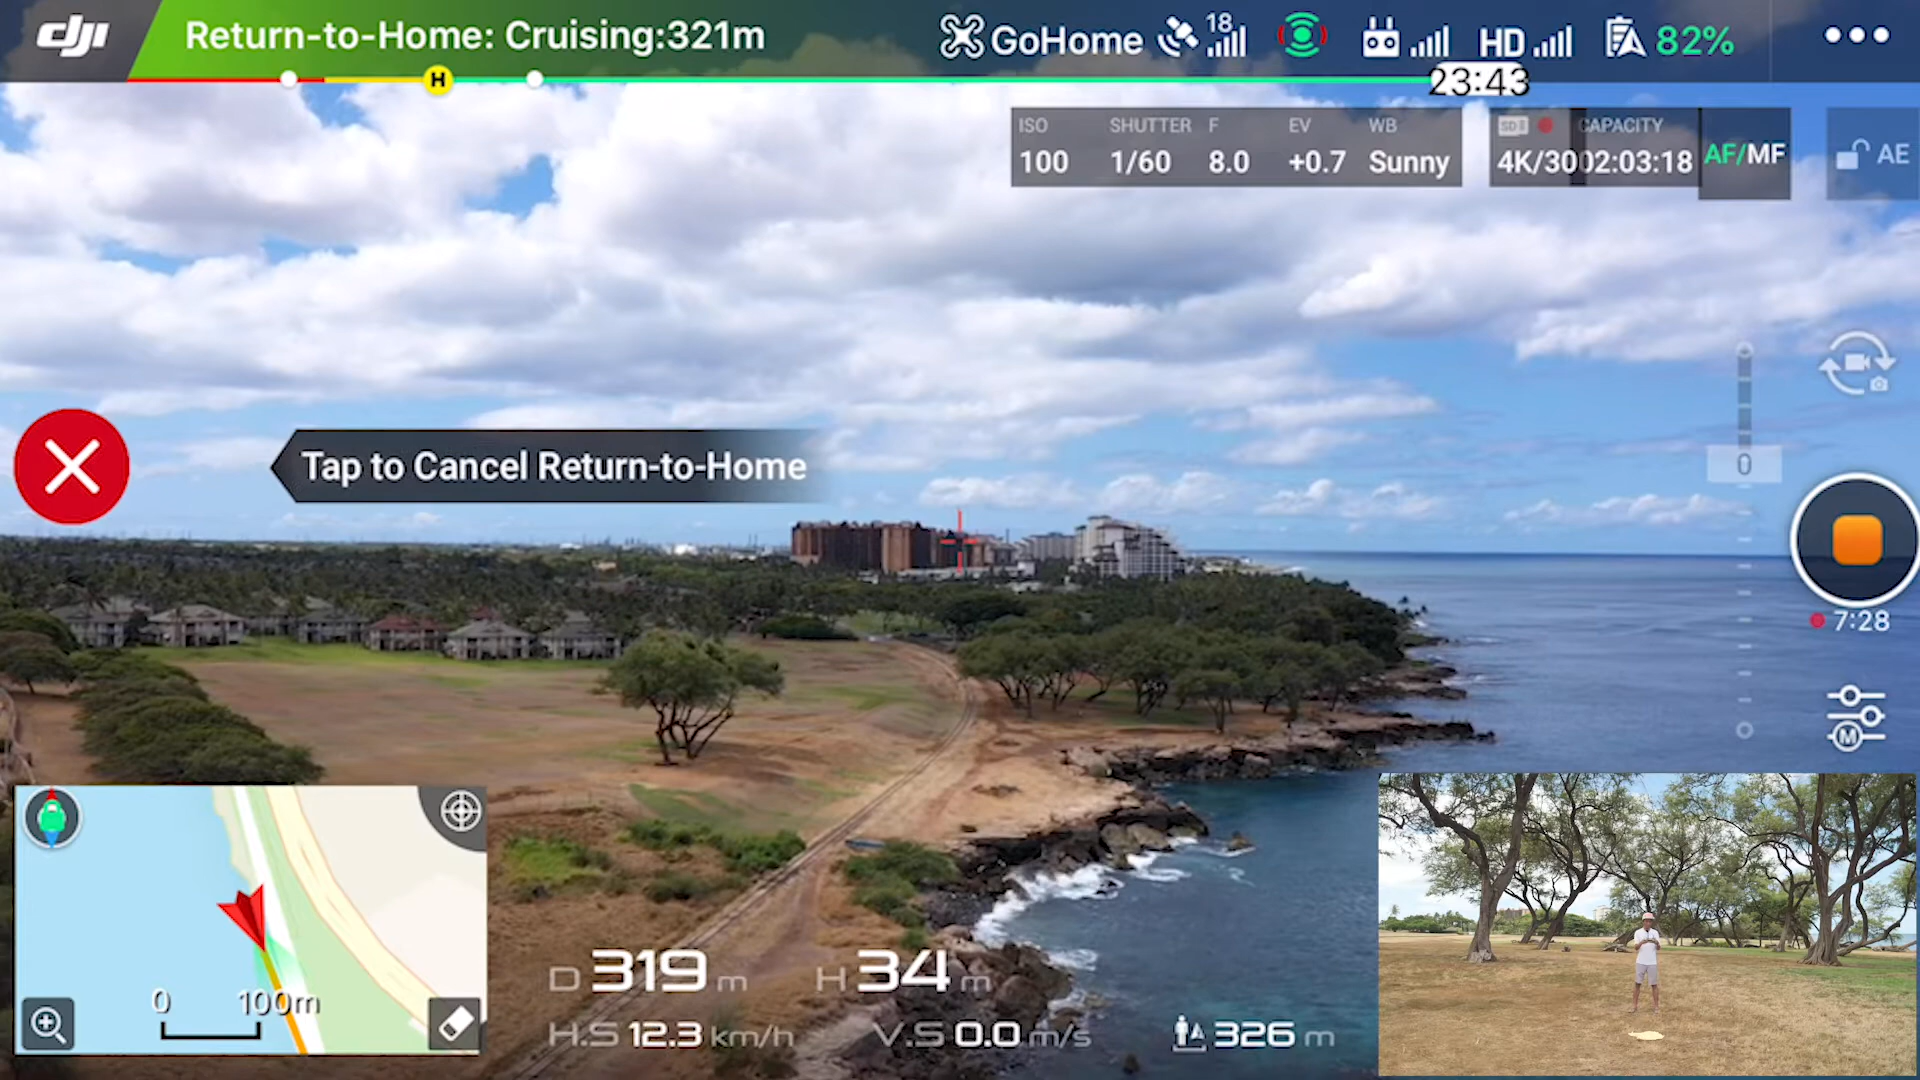 dji Return-to-Home: Cruising:321m GoHome 18 HD 82%
H 23:43
ISO SHUTTER F EV WB SD CAPACITY
100 1/60 8.0 +0.7 Sunny 4K/30 02:03:18 AF/MF AE
Tap to Cancel Return-to-Home
0
7:28
M
0 100m
D 319 m H 34 m
H.S 12.3 km/h V.S 0.0 m/s 326 m